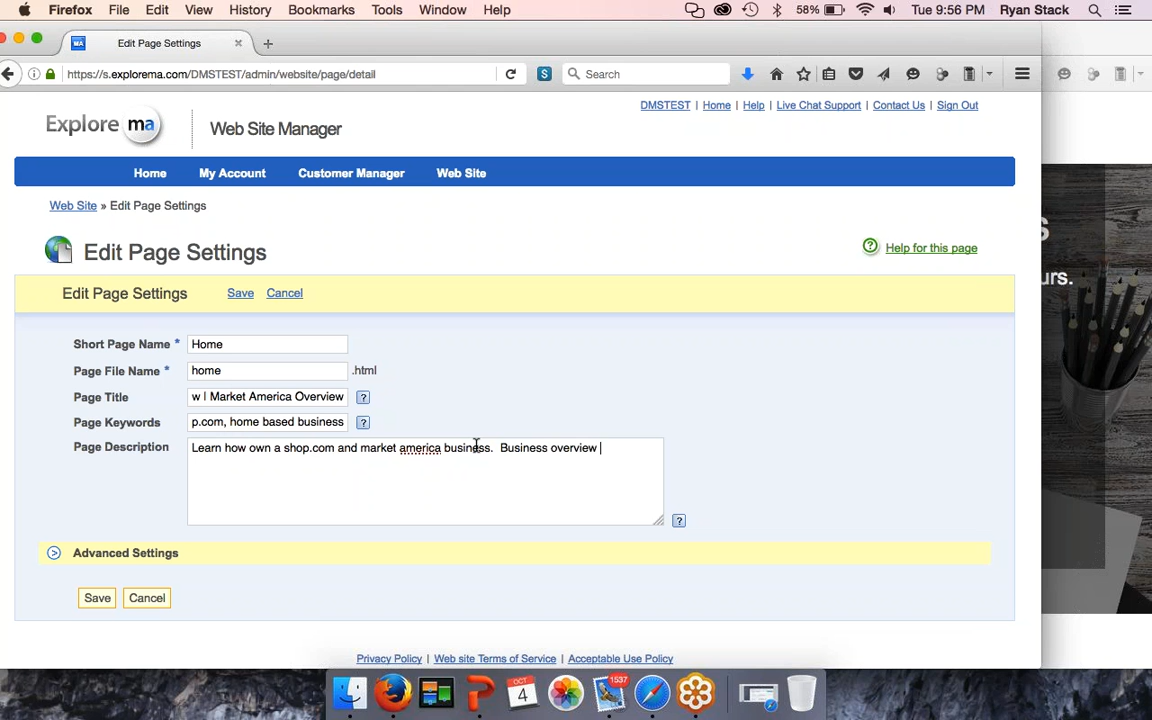 Firefox File Edit View History Bookmarks Tools Window Help 58% Tue 9:56 PM Ryan Stack
WA Edit Page Settings
https://s.explorema.com/DMSTEST/admin/website/page/detail S Search
DMSTEST | Home | Help | Live Chat Support | Contact Us | Sign Out
Explore ma Web Site Manager
Home My Account Customer Manager Web Site
Web Site » Edit Page Settings
S
Edit Page Settings ? Help for this page
urs.
Edit Page Settings Save Cancel
Short Page Name * Home
Page File Name * home .html
Page Title w | Market America Overview ?
Page Keywords p.com, home based business ?
Page Description Learn how own a shop.com and market america business. Business overview
?
Advanced Settings
Save Cancel
Privacy Policy | Web site Terms of Service | Acceptable Use Policy
OCT
4
1537